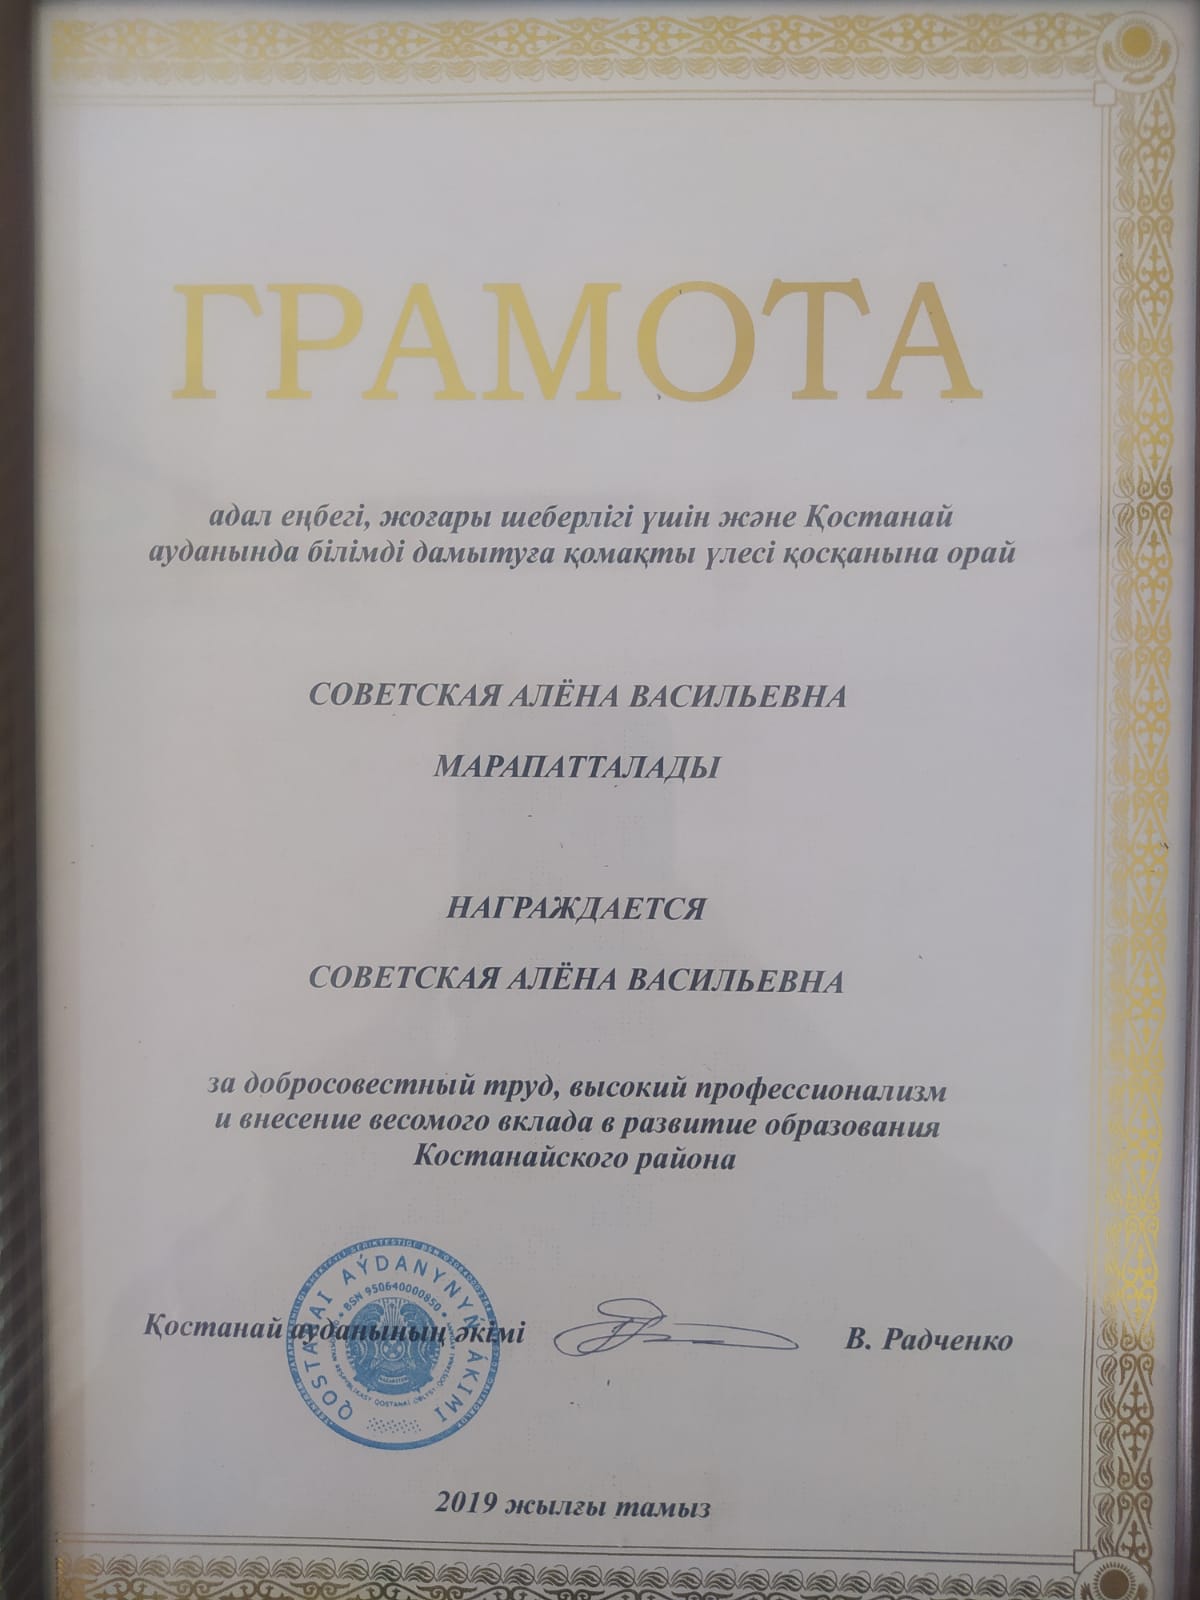 ГРАМОТА
адал еңбегі, жоғары шеберлігі үшін және Қостанай
ауданында білімді дамытуға қомақты үлесі қосқанына орай
СОВЕТСКАЯ АЛЁНА ВАСИЛЬЕВНА
МАРАПАТТАЛАДЫ
НАГРАЖДАЕТСЯ
СОВЕТСКАЯ АЛЁНА ВАСИЛЬЕВНА
за добросовестный труд, высокий профессионализм
и внесение весомого вклада в развитие образования
Костанайского района
Қостанай ауданының әкімі
В. Радченко
QOSTANAI AÝDANYNYŃ ÁKIMI
BSN 950640000850
2019 жылғы тамыз